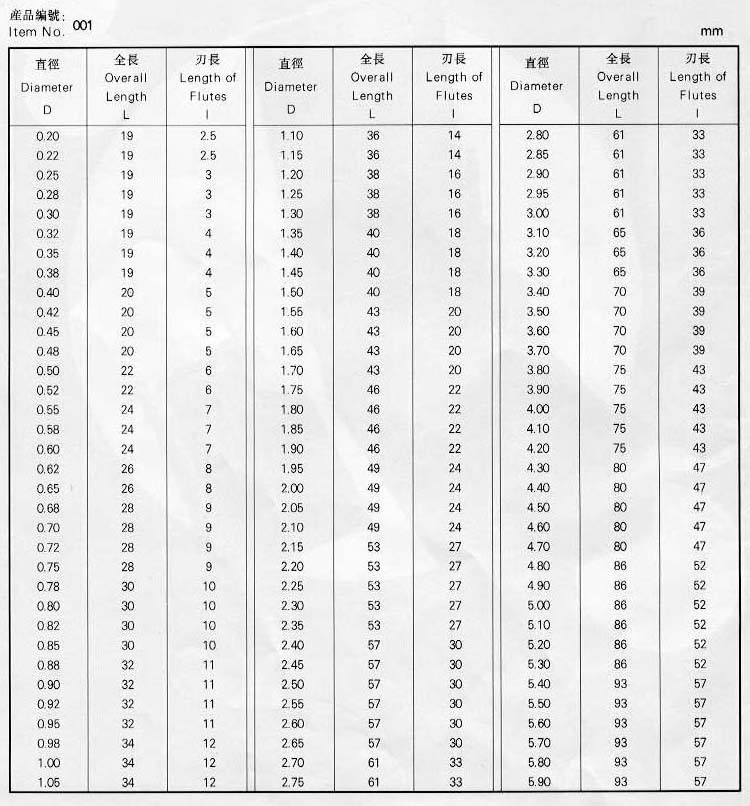 産品編號:
Item No. 001
mm
直徑 全長 刃長 直徑 全長 刃長 直徑 全長 刃長
Diameter Overall Length of Diameter Overall Length of Diameter Overall Length of
Length Flutes Length Flutes Length Flutes
D L l D L l D L l
0.20 19 2.5 1.10 36 14 2.80 61 33
0.22 19 2.5 1.15 36 14 2.85 61 33
0.25 19 3 1.20 38 16 2.90 61 33
0.28 19 3 1.25 38 16 2.95 61 33
0.30 19 3 1.30 38 16 3.00 61 33
0.32 19 4 1.35 40 18 3.10 65 36
0.35 19 4 1.40 40 18 3.20 65 36
0.38 19 4 1.45 40 18 3.30 65 36
0.40 20 5 1.50 40 18 3.40 70 39
0.42 20 5 1.55 43 20 3.50 70 39
0.45 20 5 1.60 43 20 3.60 70 39
0.48 20 5 1.65 43 20 3.70 70 39
0.50 22 6 1.70 43 20 3.80 75 43
0.52 22 6 1.75 46 22 3.90 75 43
0.55 24 7 1.80 46 22 4.00 75 43
0.58 24 7 1.85 46 22 4.10 75 43
0.60 24 7 1.90 46 22 4.20 75 43
0.62 26 8 1.95 49 24 4.30 80 47
0.65 26 8 2.00 49 24 4.40 80 47
0.68 28 9 2.05 49 24 4.50 80 47
0.70 28 9 2.10 49 24 4.60 80 47
0.72 28 9 2.15 53 27 4.70 80 47
0.75 28 9 2.20 53 27 4.80 86 52
0.78 30 10 2.25 53 27 4.90 86 52
0.80 30 10 2.30 53 27 5.00 86 52
0.82 30 10 2.35 53 27 5.10 86 52
0.85 30 10 2.40 57 30 5.20 86 52
0.88 32 11 2.45 57 30 5.30 86 52
0.90 32 11 2.50 57 30 5.40 93 57
0.92 32 11 2.55 57 30 5.50 93 57
0.95 32 11 2.60 57 30 5.60 93 57
0.98 34 12 2.65 57 30 5.70 93 57
1.00 34 12 2.70 61 33 5.80 93 57
1.05 34 12 2.75 61 33 5.90 93 57